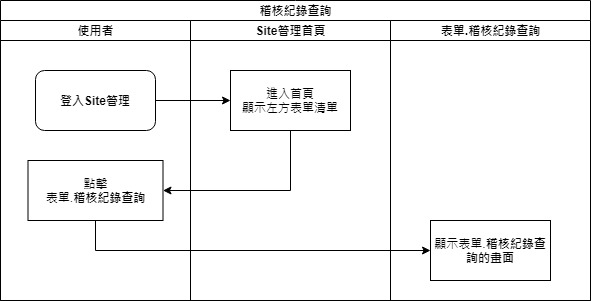 稽核紀錄查詢
使用者
Site管理首頁
表單.稽核紀錄查詢
登入Site管理
進入首頁
顯示左方表單清單
點擊
表單.稽核紀錄查詢
顯示表單.稽核紀錄查
詢的畫面